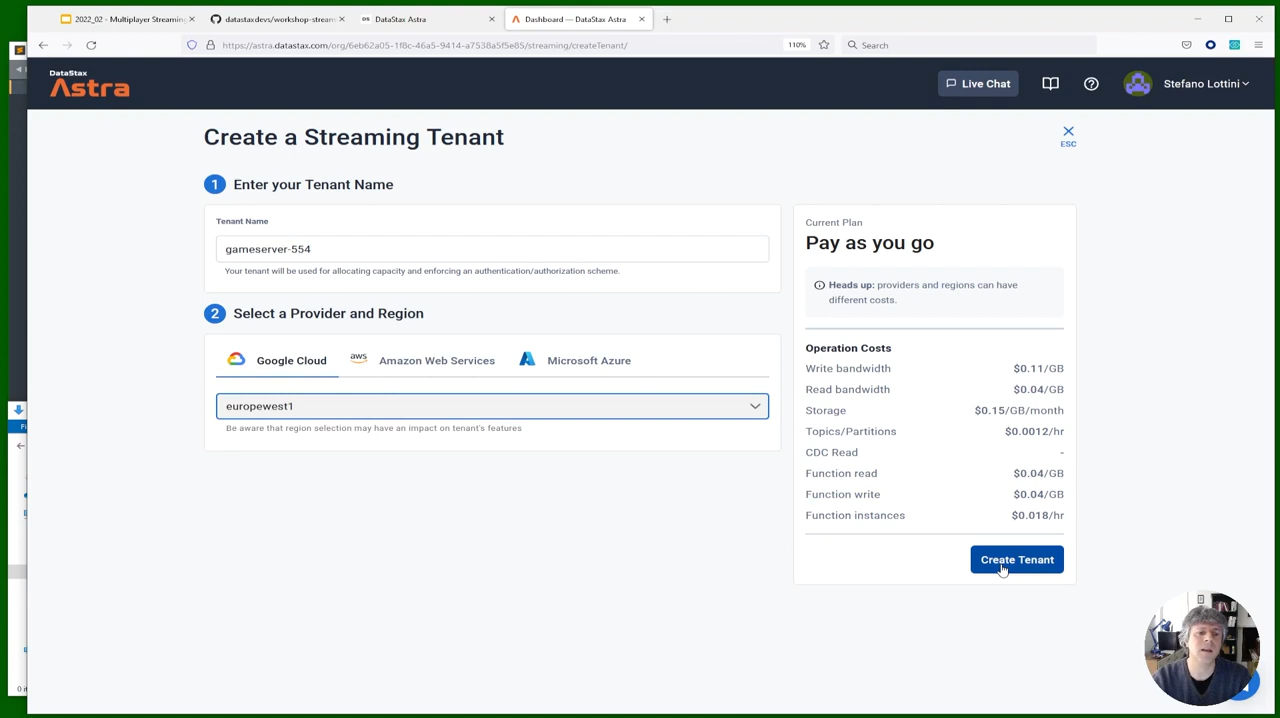 2022_02 - Multiplayer Streaming
datastaxdevs/workshop-stream
DS DataStax Astra
Dashboard — DataStax Astra
https://astra.datastax.com/org/6eb62a05-1f8c-46a5-9414-a7538a5f5e85/streaming/createTenant/
110%
Search
DataStax
Astra
Live Chat
Stefano Lottini
Create a Streaming Tenant
ESC
1 Enter your Tenant Name
Tenant Name
gameserver-554
Your tenant will be used for allocating capacity and enforcing an authentication/authorization scheme.
2 Select a Provider and Region
Google Cloud
aws Amazon Web Services
Microsoft Azure
europewest1
Be aware that region selection may have an impact on tenant's features
Current Plan
Pay as you go
Heads up: providers and regions can have
different costs.
Operation Costs
Write bandwidth $0.11/GB
Read bandwidth $0.04/GB
Storage $0.15/GB/month
Topics/Partitions $0.0012/hr
CDC Read -
Function read $0.04/GB
Function write $0.04/GB
Function instances $0.018/hr
Create Tenant
Fi
0 i